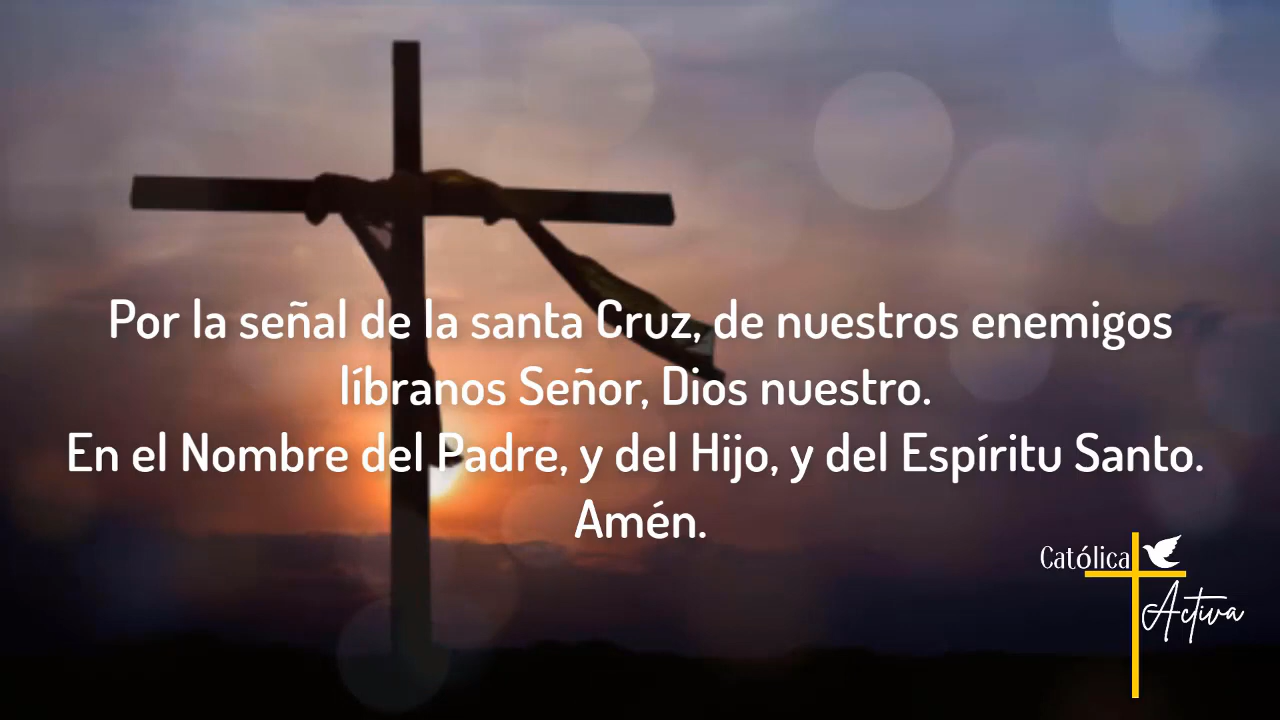 Por la señal de la santa Cruz, de nuestros enemigos
líbranos Señor, Dios nuestro.
En el Nombre del Padre, y del Hijo, y del Espíritu Santo.
Amén.
Católica
Activa